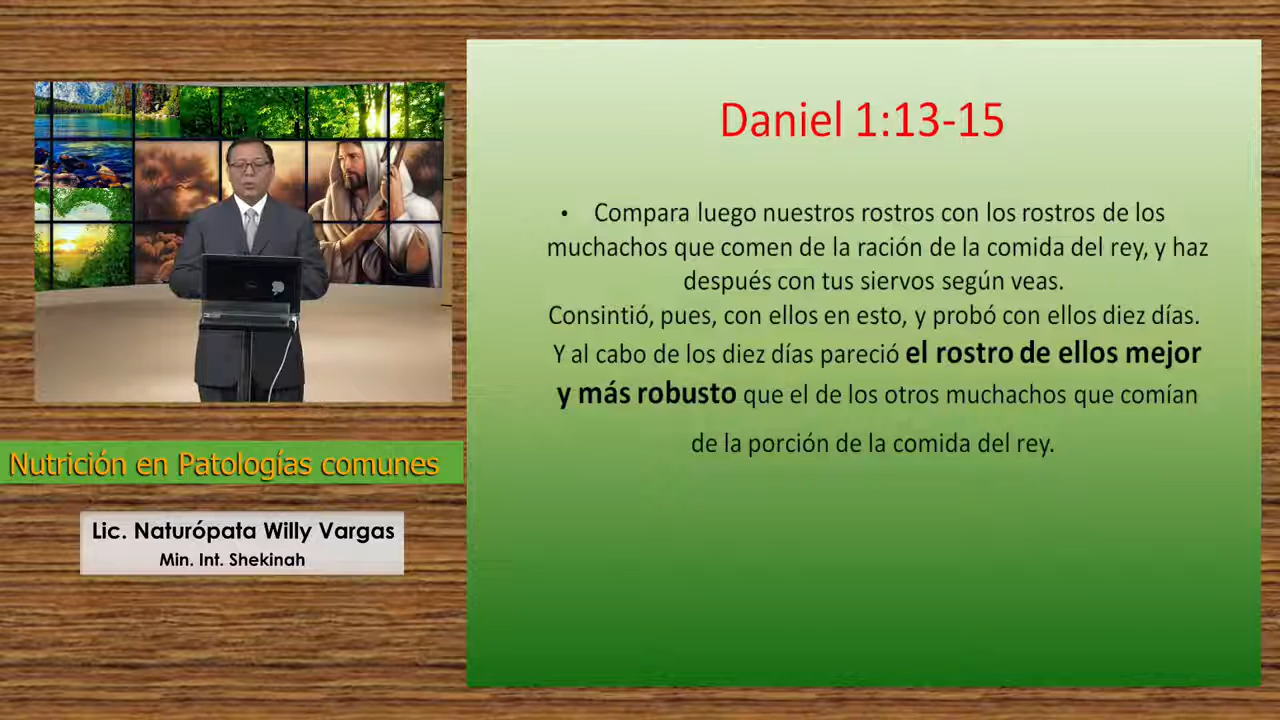 Daniel 1:13-15
• Compara luego nuestros rostros con los rostros de los
muchachos que comen de la ración de la comida del rey, y haz
después con tus siervos según veas.
Consintió, pues, con ellos en esto, y probó con ellos diez días.
Y al cabo de los diez días pareció el rostro de ellos mejor
y más robusto que el de los otros muchachos que comían
de la porción de la comida del rey.
Nutrición en Patologías comunes
Lic. Naturópata Willy Vargas
Min. Int. Shekinah